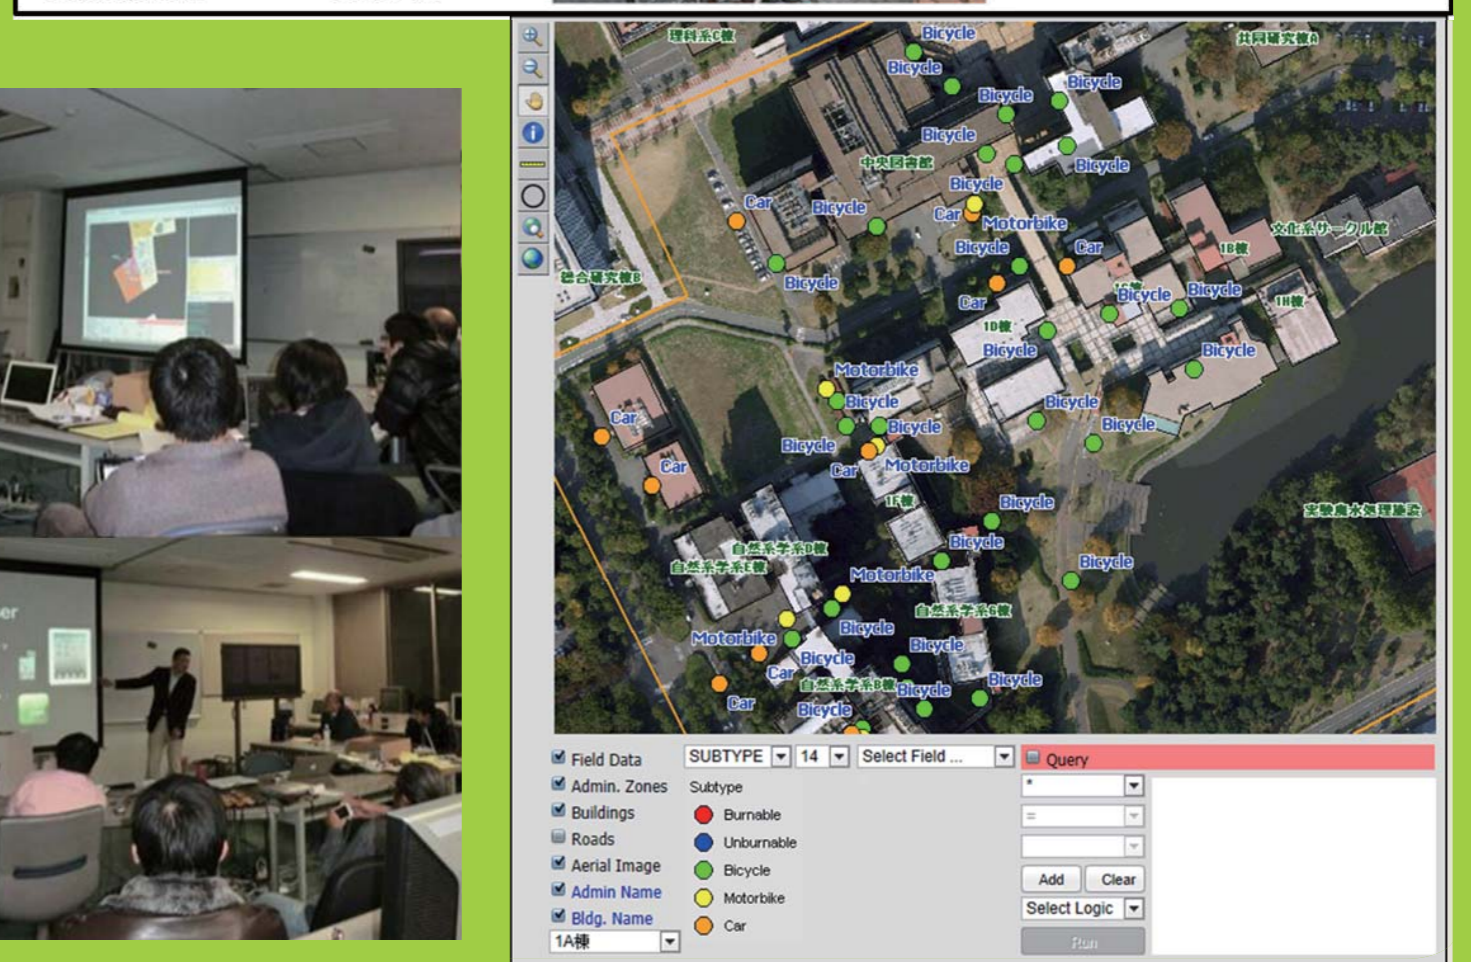 理科系C棟
Bicycle
共同研究棟A
Bicycle
Bicycle
Bicycle
Bicycle
中央図書館
Bicycle
Bicycle
Car
Bicycle
Car
Motorbike
文化系サークル館
Bicycle
Car
1B棟
総合研究棟B
Bicycle
Car
Bicycle
Bicycle
1H棟
1D棟
Bicycle
Bicycle
Motorbike
Bicycle
Bicycle
Car
Bicycle
Bicycle
Bicycle
Car
Car
Motorbike
1F棟
Bicycle
実験廃水処理施設
自然系学系D棟
Bicycle
自然系学系E棟
Motorbike
Bicycle
自然系学系G棟
Motorbike
Bicycle
Bicycle
Bicycle
Car
自然系学系B棟
Bicycle
Bicycle
Car
Bicycle
er
Field Data
SUBTYPE
14
Select Field ...
Query
Admin. Zones
Subtype
*
Buildings
Burnable
=
Roads
Unburnable
Aerial Image
Bicycle
Add
Clear
Admin Name
Motorbike
Select Logic
Bldg. Name
Car
1A棟
Run